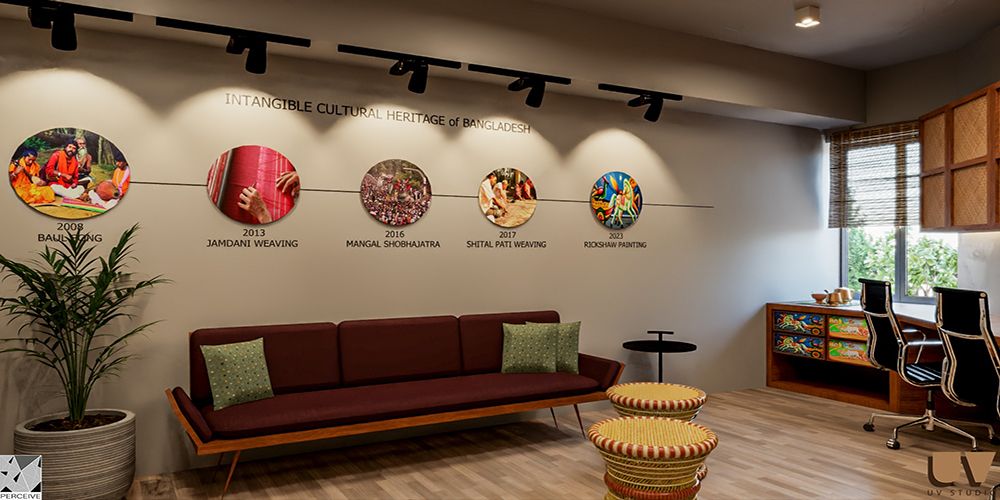 INTANGIBLE CULTURAL HERITAGE of BANGLADESH
2008
BAUL SONG
2013
JAMDANI WEAVING
2016
MANGAL SHOBHAJATRA
2017
SHITAL PATI WEAVING
2023
RICKSHAW PAINTING
PERCEIVE
UV
UV STUDIO